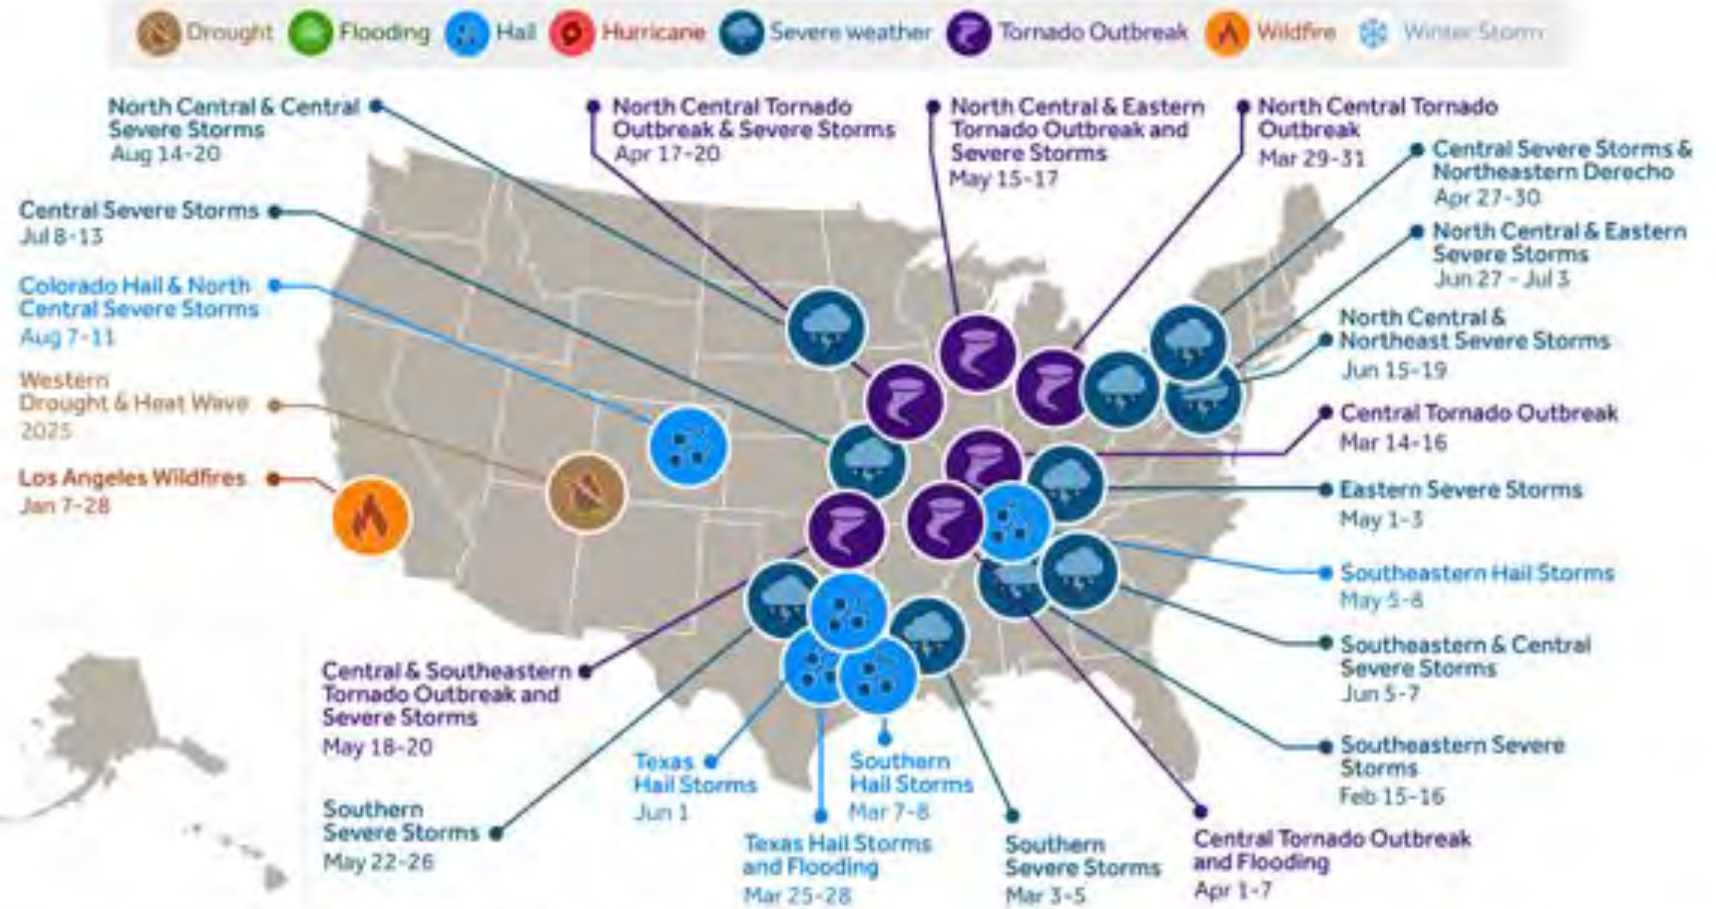 Drought Flooding Hail Hurricane Severe weather Tornado Outbreak Wildfire Winter Storm
North Central & Central
Severe Storms
Aug 14-20
North Central Tornado
Outbreak & Severe Storms
Apr 17-20
North Central & Eastern
Tornado Outbreak and
Severe Storms
May 15-17
North Central Tornado
Outbreak
Mar 29-31
Central Severe Storms &
Northeastern Derecho
Apr 27-30
Central Severe Storms
Jul 8-13
North Central & Eastern
Severe Storms
Jun 27 - Jul 3
Colorado Hail & North
Central Severe Storms
Aug 7-11
North Central &
Northeast Severe Storms
Jun 15-19
Western
Drought & Heat Wave
2025
Central Tornado Outbreak
Mar 14-16
Los Angeles Wildfires
Jan 7-28
Eastern Severe Storms
May 1-3
Southeastern Hail Storms
May 5-8
Southeastern & Central
Severe Storms
Jun 5-7
Central & Southeastern
Tornado Outbreak and
Severe Storms
May 18-20
Southeastern Severe
Storms
Feb 15-16
Texas
Hail Storms
Jun 1
Southern
Hail Storms
Mar 7-8
Southern
Severe Storms
May 22-26
Texas Hail Storms
and Flooding
Mar 25-28
Southern
Severe Storms
Mar 3-5
Central Tornado Outbreak
and Flooding
Apr 1-7